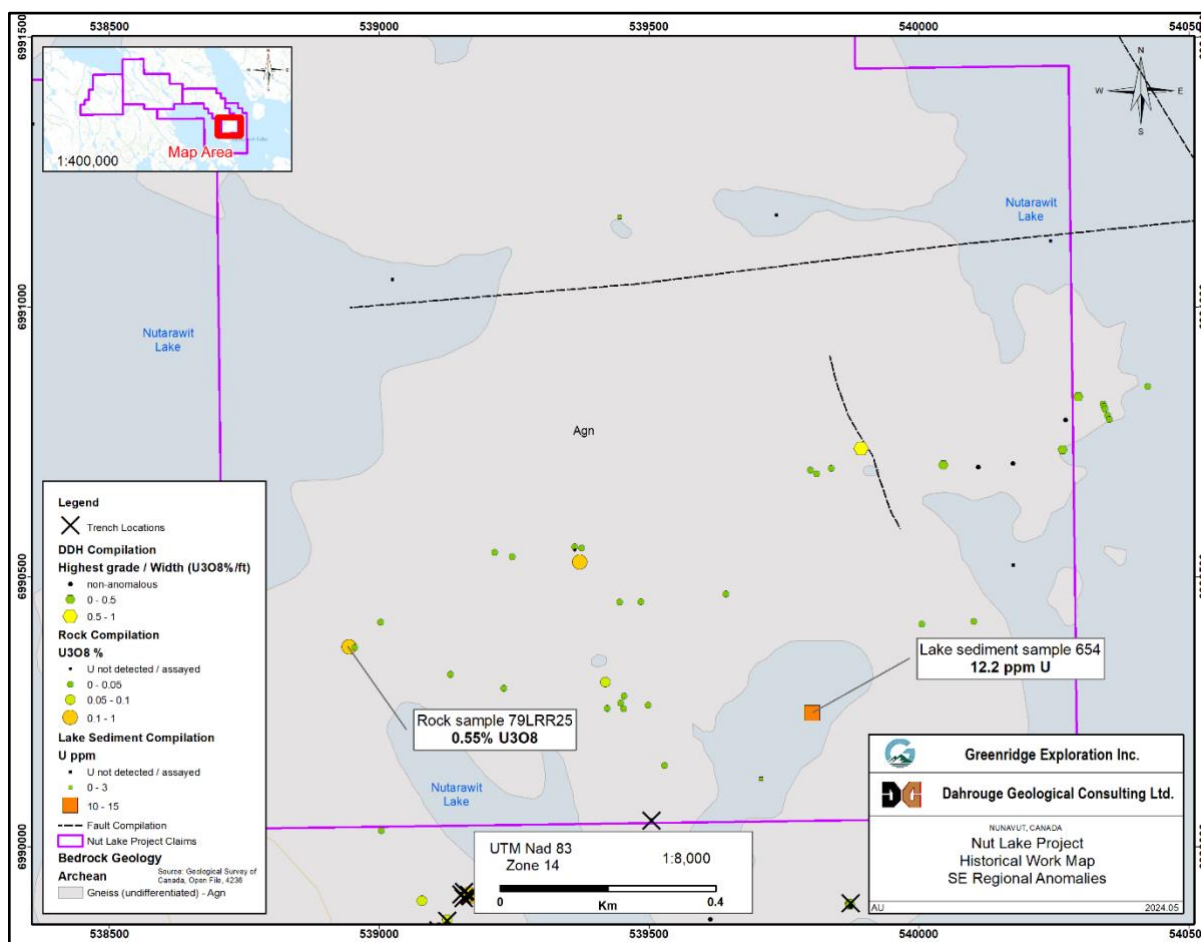 538500 539000 539500 540000 540500
6991500
6991500
N
W E
S
Map Area
1:400,000
Nutarawit
Lake
6991000
Nutarawit
Lake
Agn
Legend
Trench Locations
DDH Compilation
Highest grade / Width (U3O8%/ft)
non-anomalous
0 - 0.5
0.5 - 1
Rock Compilation
U3O8 %
U not detected / assayed
0 - 0.05
0.05 - 0.1
0.1 - 1
Lake Sediment Compilation
U ppm
U not detected / assayed
0 - 3
10 - 15
Fault Compilation
Nut Lake Project Claims
Bedrock Geology
Archean
Source: Geological Survey of
Canada, Open File, 4236
Gneiss (undifferentiated) - Agn
6990500
Lake sediment sample 654
12.2 ppm U
Rock sample 79LRR25
0.55% U3O8
Nutarawit
Lake
6990000
UTM Nad 83
Zone 14
1:8,000
0 0.2 0.4
Km
Greenridge Exploration Inc.
Dahrouge Geological Consulting Ltd.
NUNAVUT, CANADA
Nut Lake Project
Historical Work Map
SE Regional Anomalies
AU 2024.05
538500 539000 539500 540000 540500